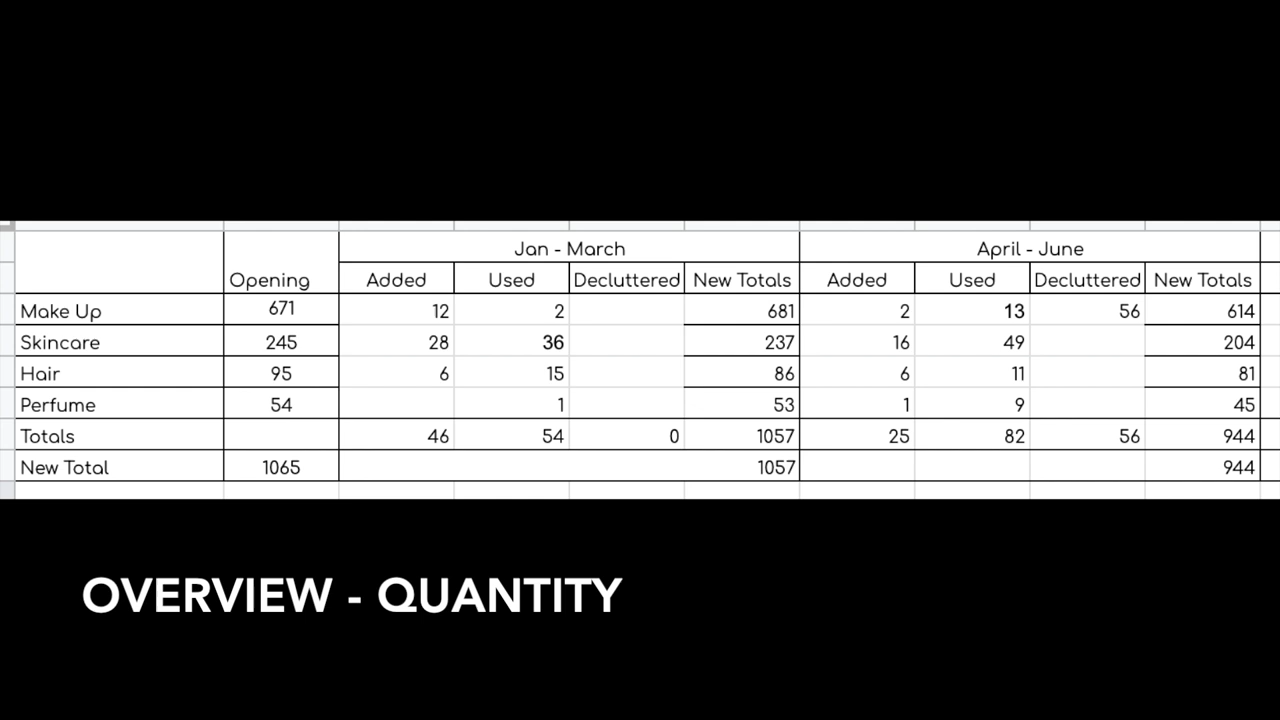 Jan - March April - June
Opening Added Used Decluttered New Totals Added Used Decluttered New Totals
Make Up 671 12 2 681 2 13 56 614
Skincare 245 28 36 237 16 49 204
Hair 95 6 15 86 6 11 81
Perfume 54 1 53 1 9 45
Totals 46 54 0 1057 25 82 56 944
New Total 1065 1057 944
OVERVIEW - QUANTITY